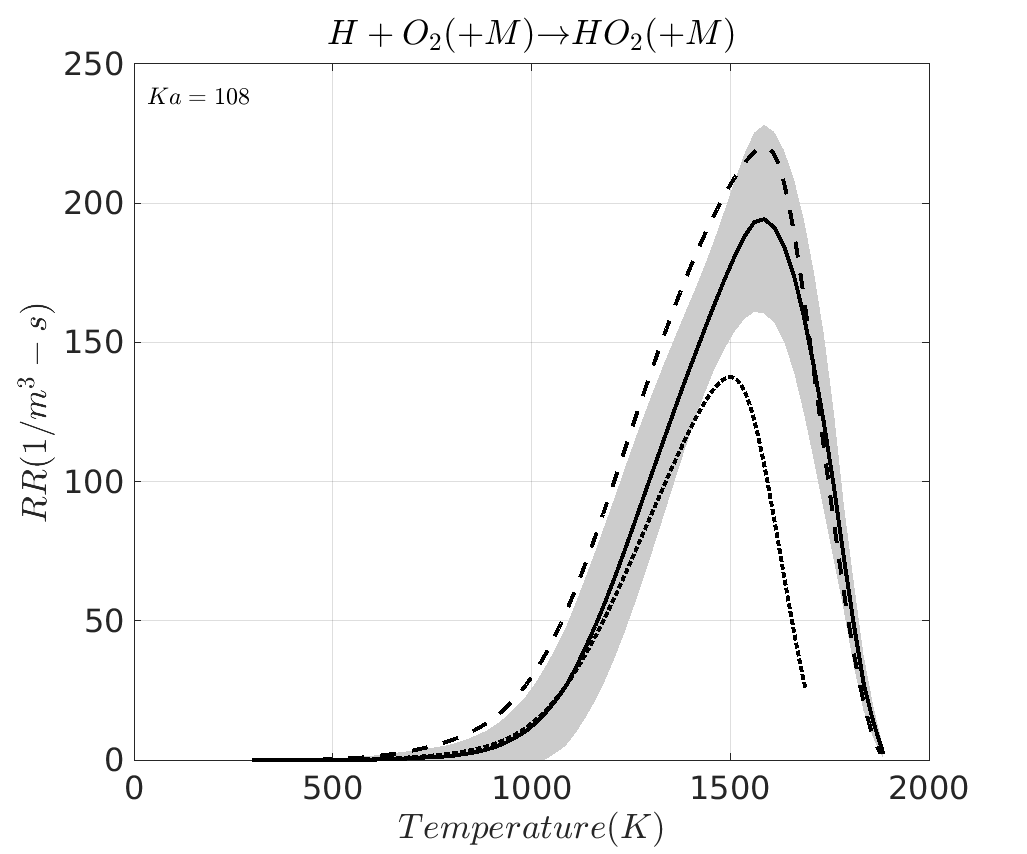 H + O₂(+M)→HO₂(+M)
250
Ka = 108
200
150
100
50
0
RR(1/m³ − s)
0 500 1000 1500 2000
Temperature(K)